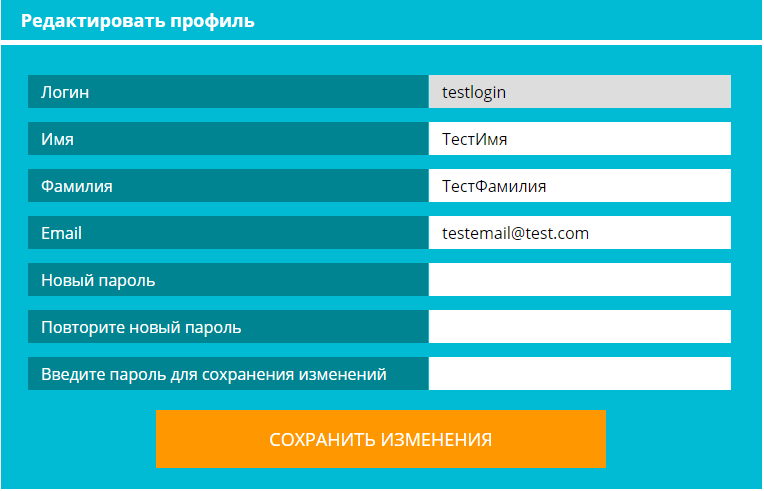 Редактировать профиль
Логин testlogin
Имя ТестИмя
Фамилия ТестФамилия
Email testemail@test.com
Новый пароль
Повторите новый пароль
Введите пароль для сохранения изменений
СОХРАНИТЬ ИЗМЕНЕНИЯ